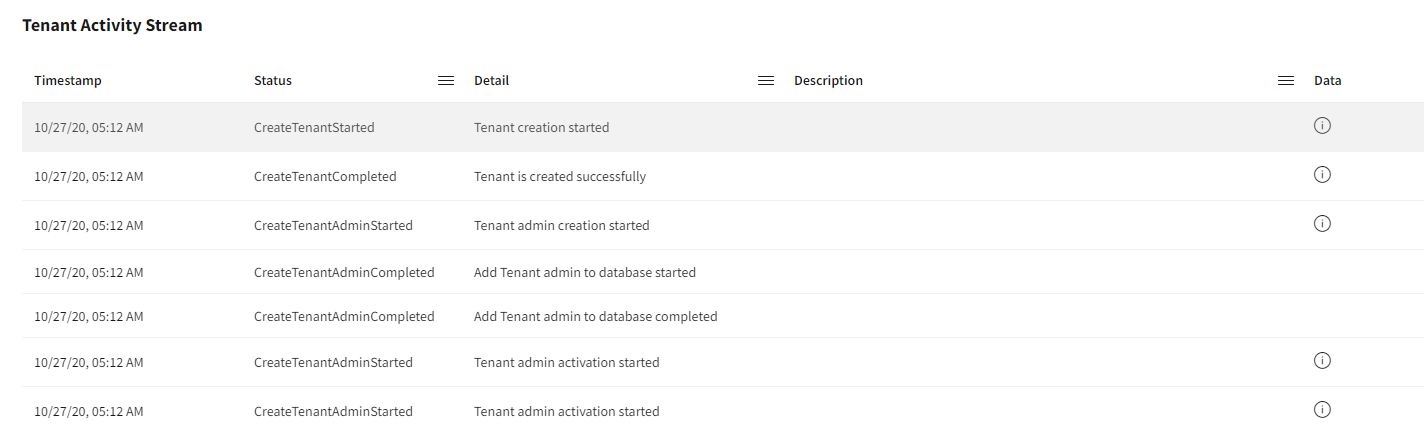 Tenant Activity Stream
Timestamp Status Detail Description Data
10/27/20, 05:12 AM CreateTenantStarted Tenant creation started
10/27/20, 05:12 AM CreateTenantCompleted Tenant is created successfully
10/27/20, 05:12 AM CreateTenantAdminStarted Tenant admin creation started
10/27/20, 05:12 AM CreateTenantAdminCompleted Add Tenant admin to database started
10/27/20, 05:12 AM CreateTenantAdminCompleted Add Tenant admin to database completed
10/27/20, 05:12 AM CreateTenantAdminStarted Tenant admin activation started
10/27/20, 05:12 AM CreateTenantAdminStarted Tenant admin activation started